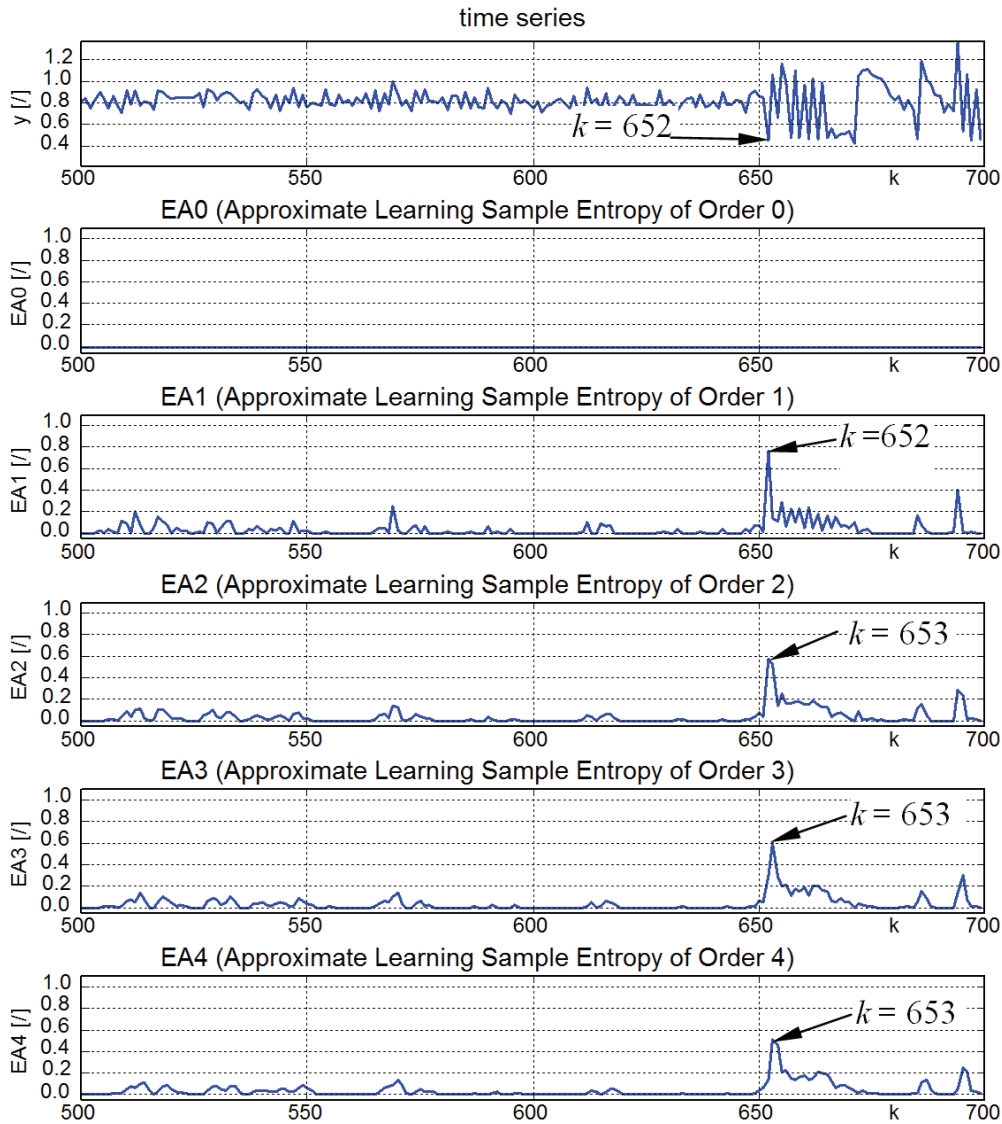 time series
y [/]
1.2
1.0
0.8
0.6
0.4
k = 652
500 550 600 650 k 700
EA0 (Approximate Learning Sample Entropy of Order 0)
EA0 [/]
1.0
0.8
0.6
0.4
0.2
0.0
500 550 600 650 k 700
EA1 (Approximate Learning Sample Entropy of Order 1)
EA1 [/]
1.0
0.8
0.6
0.4
0.2
0.0
k =652
500 550 600 650 k 700
EA2 (Approximate Learning Sample Entropy of Order 2)
EA2 [/]
1.0
0.8
0.6
0.4
0.2
0.0
k = 653
500 550 600 650 k 700
EA3 (Approximate Learning Sample Entropy of Order 3)
EA3 [/]
1.0
0.8
0.6
0.4
0.2
0.0
k = 653
500 550 600 650 k 700
EA4 (Approximate Learning Sample Entropy of Order 4)
EA4 [/]
1.0
0.8
0.6
0.4
0.2
0.0
k = 653
500 550 600 650 k 700